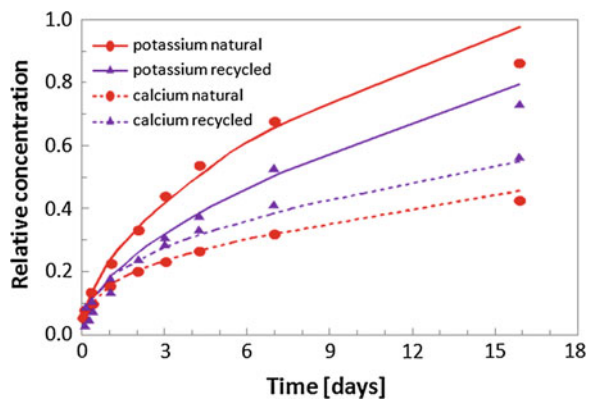 Relative concentration
1.0
0.8
0.6
0.4
0.2
0.0
potassium natural
potassium recycled
calcium natural
calcium recycled
0 3 6 9 12 15 18
Time [days]